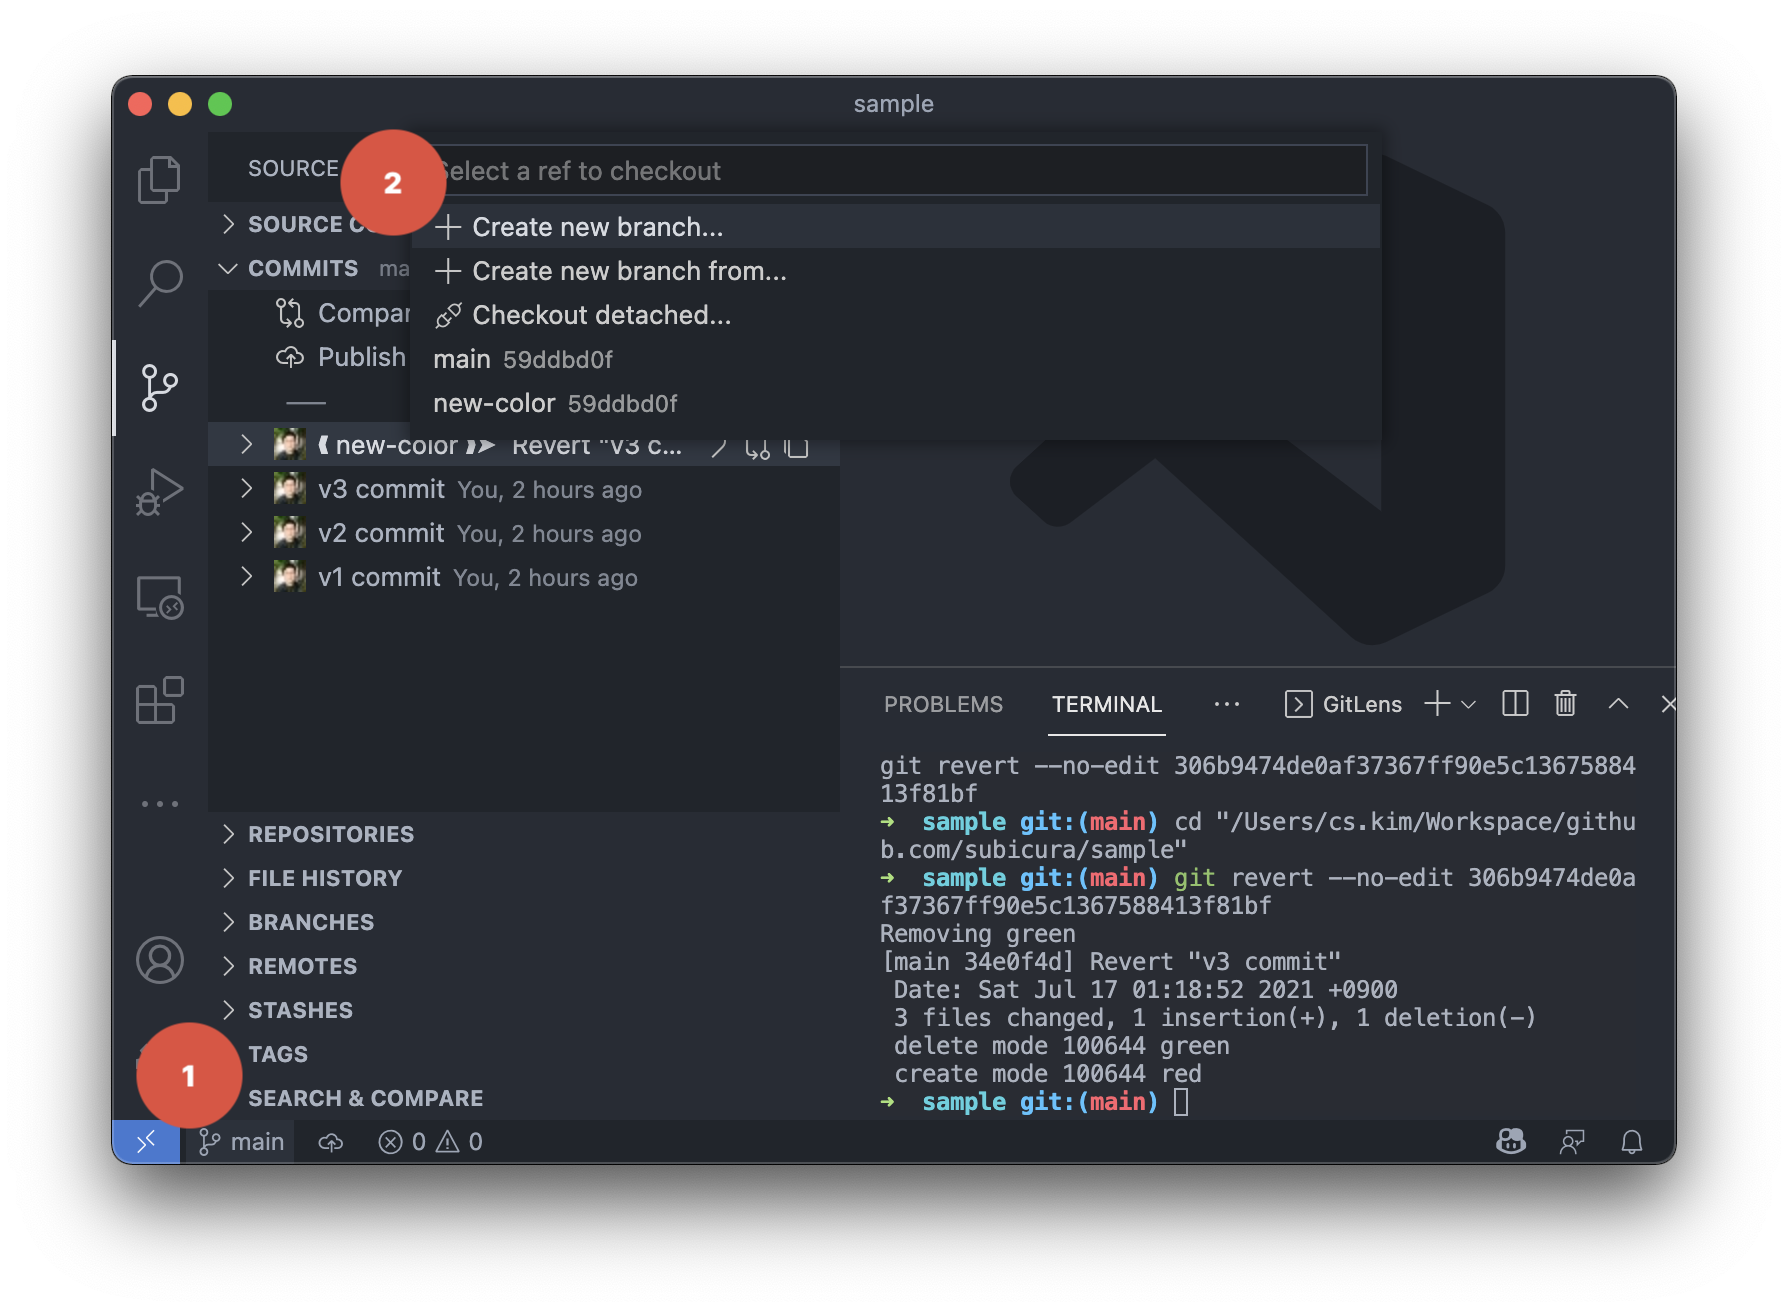 sample
SOURCE
2
Select a ref to checkout
SOURCE CO
Create new branch...
COMMITS ma
Create new branch from...
Compar
Checkout detached...
Publish
main 59ddbd0f
new-color 59ddbd0f
new-color Revert "v3 c...
v3 commit You, 2 hours ago
v2 commit You, 2 hours ago
v1 commit You, 2 hours ago
PROBLEMS TERMINAL ... GitLens
git revert --no-edit 306b9474de0af37367ff90e5c13675884
13f81bf
➜ sample git:(main) cd "/Users/cs.kim/Workspace/githu
b.com/subicura/sample"
➜ sample git:(main) git revert --no-edit 306b9474de0a
f37367ff90e5c1367588413f81bf
Removing green
[main 34e0f4d] Revert "v3 commit"
Date: Sat Jul 17 01:18:52 2021 +0900
3 files changed, 1 insertion(+), 1 deletion(-)
delete mode 100644 green
create mode 100644 red
➜ sample git:(main)
REPOSITORIES
FILE HISTORY
BRANCHES
REMOTES
STASHES
TAGS
1
SEARCH & COMPARE
main 0 0